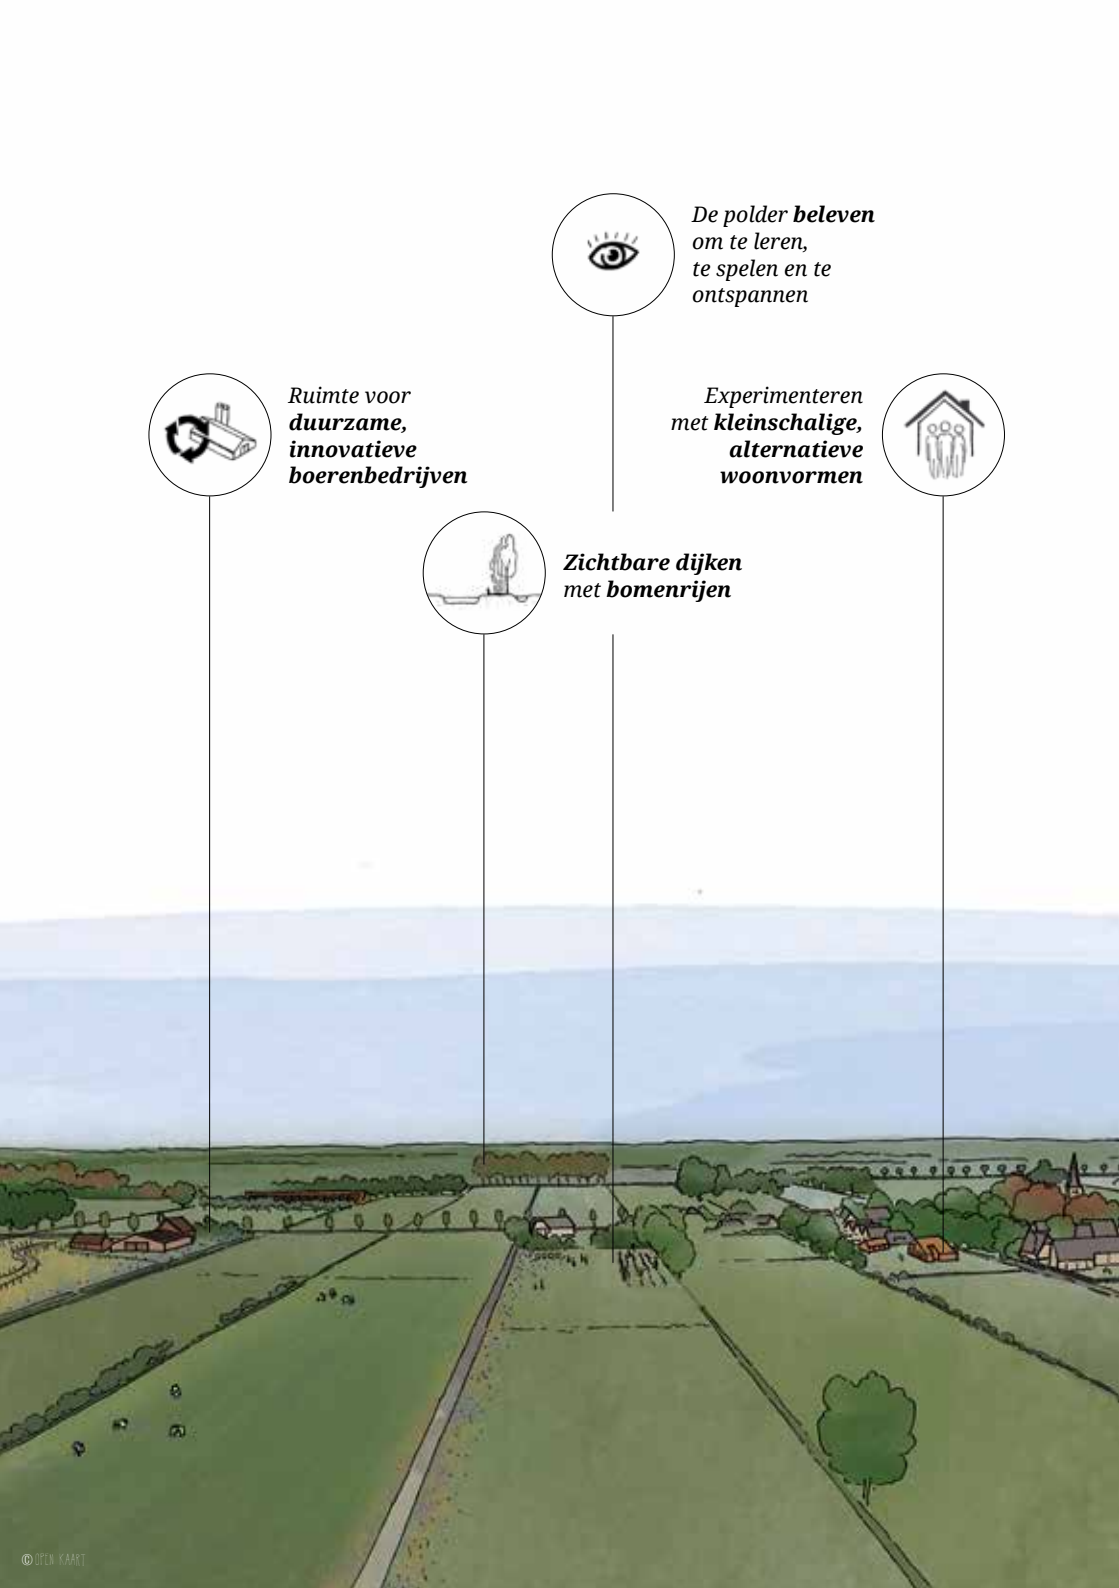 De polder beleven
om te leren,
te spelen en te
ontspannen
Ruimte voor
duurzame,
innovatieve
boerenbedrijven
Experimenteren
met kleinschalige,
alternatieve
woonvormen
Zichtbare dijken
met bomenrijen
© OPEN KAART